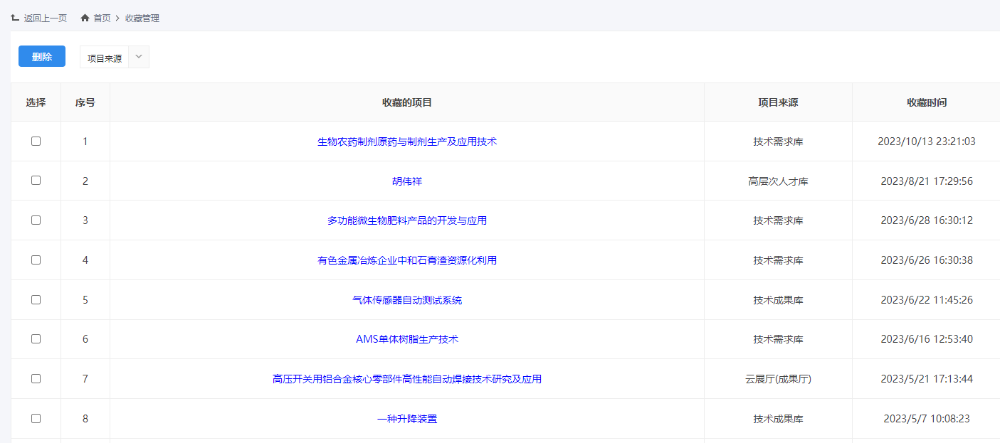 返回上一页 首页 > 收藏管理
删除 项目来源
选择 序号 收藏的项目 项目来源 收藏时间
1 生物农药制剂原药与制剂生产及应用技术 技术需求库 2023/10/13 23:21:03
2 胡伟祥 高层次人才库 2023/8/21 17:29:56
3 多功能微生物肥料产品的开发与应用 技术需求库 2023/6/28 16:30:12
4 有色金属冶炼企业中和石膏渣资源化利用 技术需求库 2023/6/26 16:30:38
5 气体传感器自动测试系统 技术成果库 2023/6/22 11:45:26
6 AMS单体树脂生产技术 技术需求库 2023/6/16 12:53:40
7 高压开关用铝合金核心零部件高性能自动焊接技术研究及应用 云展厅(成果厅) 2023/5/21 17:13:44
8 一种升降装置 技术成果库 2023/5/7 10:08:23